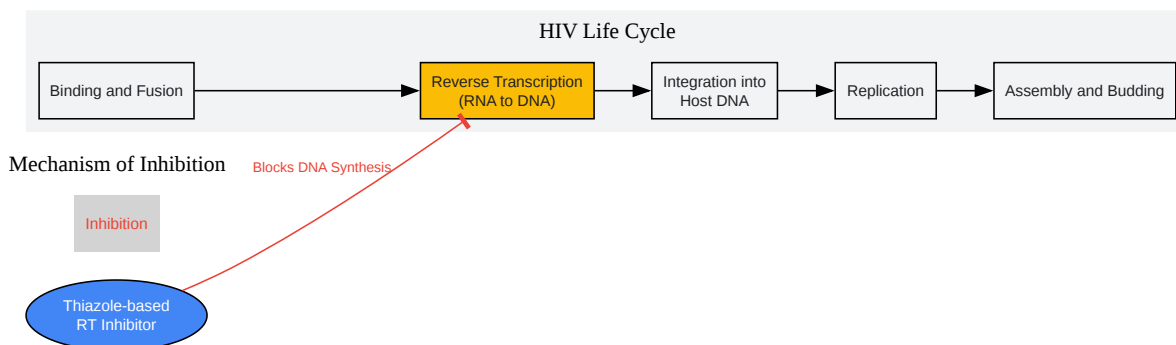 HIV Life Cycle
Binding and Fusion
Reverse Transcription
(RNA to DNA)
Integration into
Host DNA
Replication
Assembly and Budding
Mechanism of Inhibition
Blocks DNA Synthesis
Inhibition
Thiazole-based
RT Inhibitor